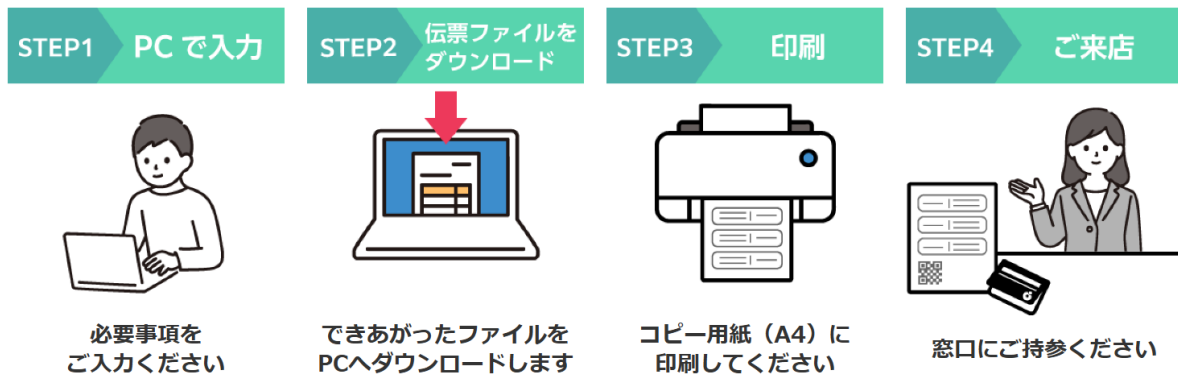 STEP1 PCで入力
必要事項を
ご入力ください
STEP2 伝票ファイルを
ダウンロード
できあがったファイルを
PCへダウンロードします
STEP3 印刷
コピー用紙（A4）に
印刷してください
STEP4 ご来店
窓口にご持参ください